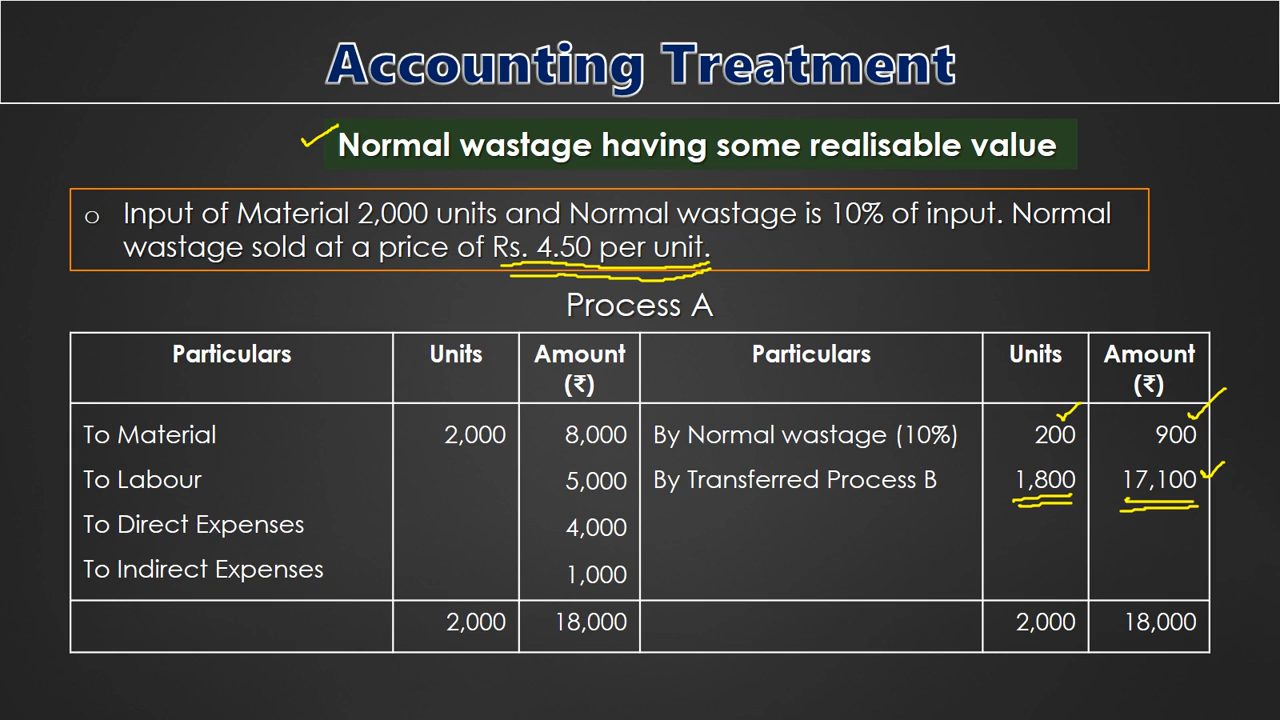 Accounting Treatment
Normal wastage having some realisable value
o Input of Material 2,000 units and Normal wastage is 10% of input. Normal
wastage sold at a price of Rs. 4.50 per unit.
Process A
Particulars Units Amount (₹) Particulars Units Amount (₹)
To Material 2,000 8,000 By Normal wastage (10%) 200 900
To Labour 5,000 By Transferred Process B 1,800 17,100
To Direct Expenses 4,000
To Indirect Expenses 1,000
2,000 18,000 2,000 18,000